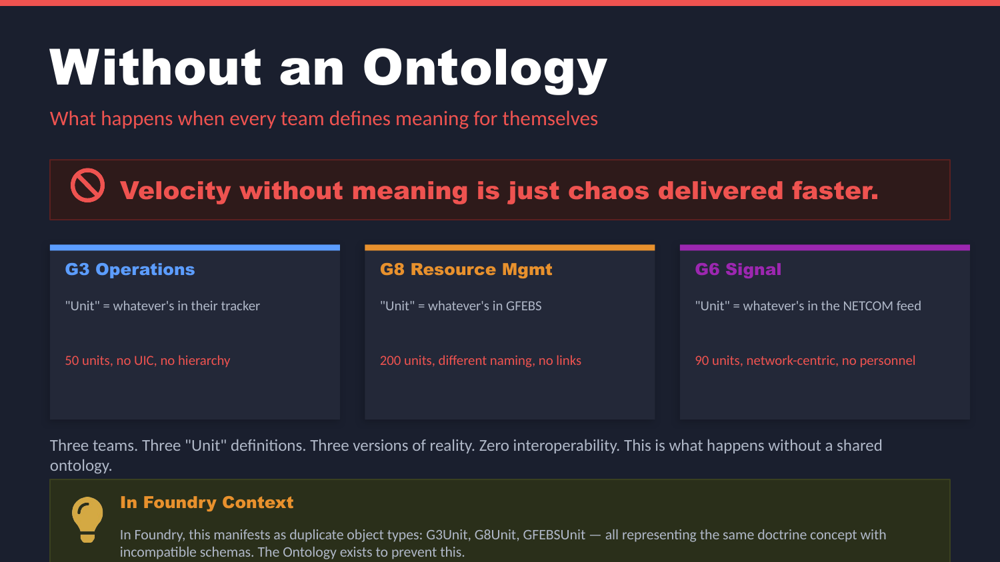 Without an Ontology
What happens when every team defines meaning for themselves
Velocity without meaning is just chaos delivered faster.
G3 Operations
"Unit" = whatever's in their tracker
50 units, no UIC, no hierarchy
G8 Resource Mgmt
"Unit" = whatever's in GFEBS
200 units, different naming, no links
G6 Signal
"Unit" = whatever's in the NETCOM feed
90 units, network-centric, no personnel
Three teams. Three "Unit" definitions. Three versions of reality. Zero interoperability. This is what happens without a shared
ontology.
In Foundry Context
In Foundry, this manifests as duplicate object types: G3Unit, G8Unit, GFEBSUnit — all representing the same doctrine concept with
incompatible schemas. The Ontology exists to prevent this.